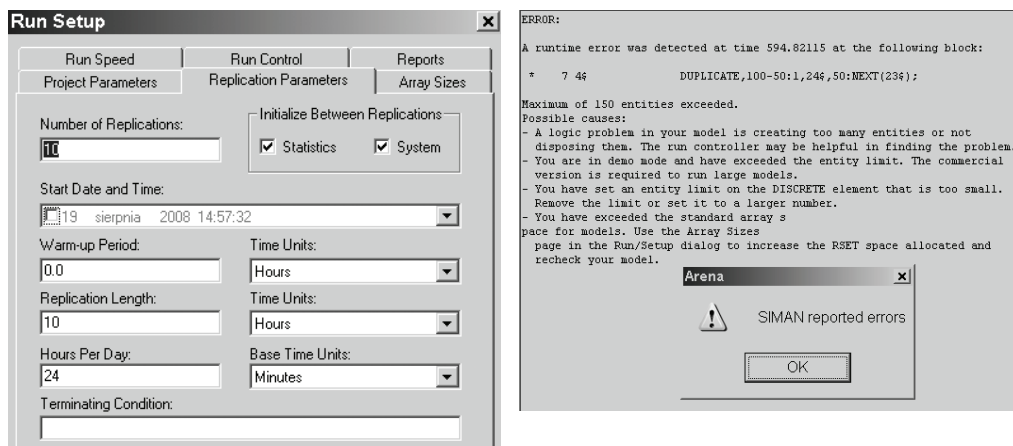 Run Setup
Run Speed
Run Control
Reports
Project Parameters
Replication Parameters
Array Sizes
Number of Replications:
10
Initialize Between Replications
Statistics
System
Start Date and Time:
19 sierpnia 2008 14:57:32
Warm-up Period:
Time Units:
0.0
Hours
Replication Length:
Time Units:
10
Hours
Hours Per Day:
Base Time Units:
24
Minutes
Terminating Condition:
ERROR:
A runtime error was detected at time 594.82115 at the following block:
* 7 4$ DUPLICATE,100-50:1,24$,50:NEXT(23$);
Maximum of 150 entities exceeded.
Possible causes:
- A logic problem in your model is creating too many entities or not
disposing them. The run controller may be helpful in finding the problem.
- You are in demo mode and have exceeded the entity limit. The commercial
version is required to run large models.
- You have set an entity limit on the DISCRETE element that is too small.
Remove the limit or set it to a larger number.
- You have exceeded the standard array s
pace for models. Use the Array Sizes
page in the Run/Setup dialog to increase the RSET space allocated and
recheck your model.
Arena
SIMAN reported errors
OK